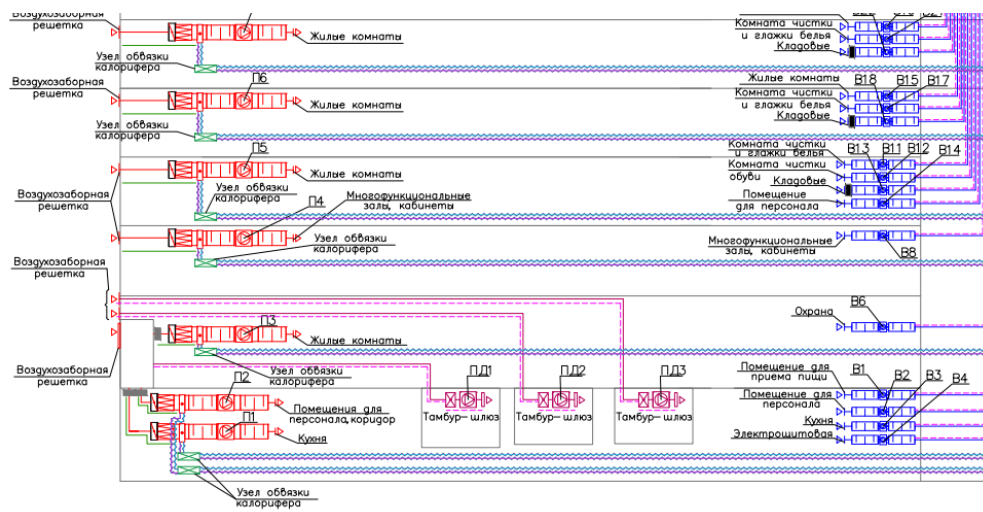 Воздухозаборная
решетка
Жилые комнаты
Узел обвязки
калорифера
Комната чистки
и глажки белья
Кладовые
Воздухозаборная
решетка
П6
Жилые комнаты
Узел обвязки
калорифера
Жилые комнаты
В18
В15
В17
Комната чистки
и глажки белья
Кладовые
П5
Жилые комнаты
Узел обвязки
калорифера
Комната чистки
и глажки белья
Комната чистки
обуви
Кладовые
Помещение
для персонала
В13
В11
В12
В14
Воздухозаборная
решетка
П4
Многофункциональные
залы, кабинеты
Узел обвязки
калорифера
Многофункциональные
залы, кабинеты
В8
Воздухозаборная
решетка
П3
Жилые комнаты
Охрана
В6
Воздухозаборная
решетка
Узел обвязки
калорифера
П2
Помещения для
персонала, коридор
П1
Кухня
ПД1
Тамбур-шлюз
ПД2
Тамбур-шлюз
ПД3
Тамбур-шлюз
Помещение для
приема пищи
Помещение для
персонала
Кухня
Электрощитовая
В1
В2
В3
В4
Узел обвязки
калорифера